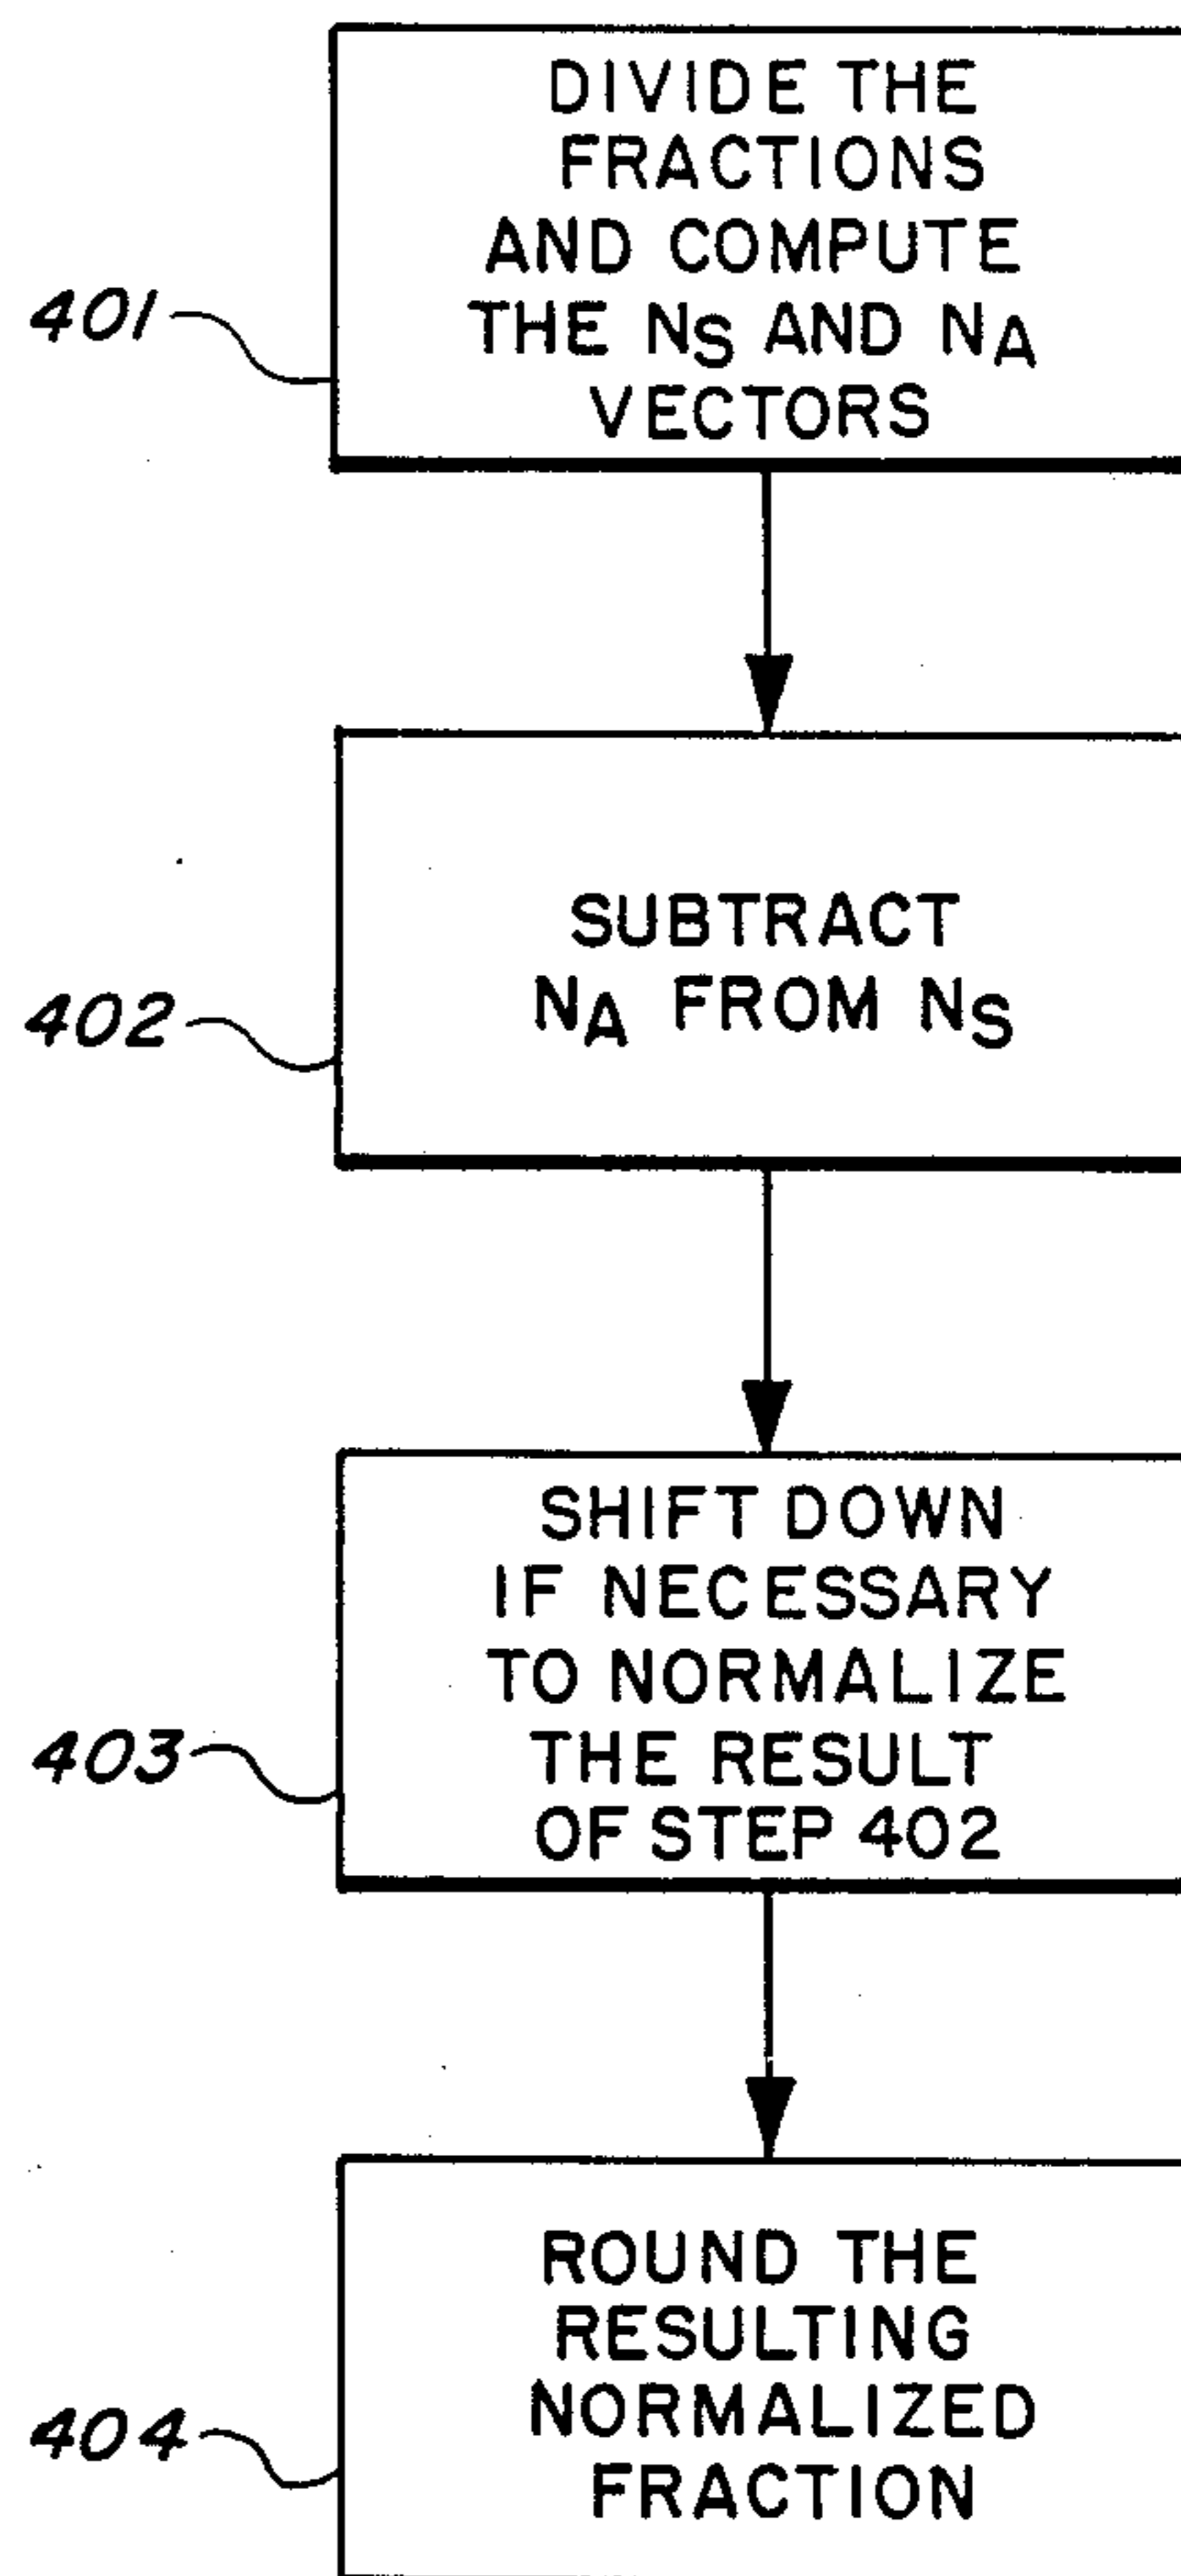 DIVIDE THE
FRACTIONS
AND COMPUTE
401 THE NS AND NA
VECTORS
SUBTRACT
402 NA FROM NS
SHIFT DOWN
IF NECESSARY
TO NORMALIZE
403 THE RESULT
OF STEP 402
ROUND THE
RESULTING
404 NORMALIZED
FRACTION